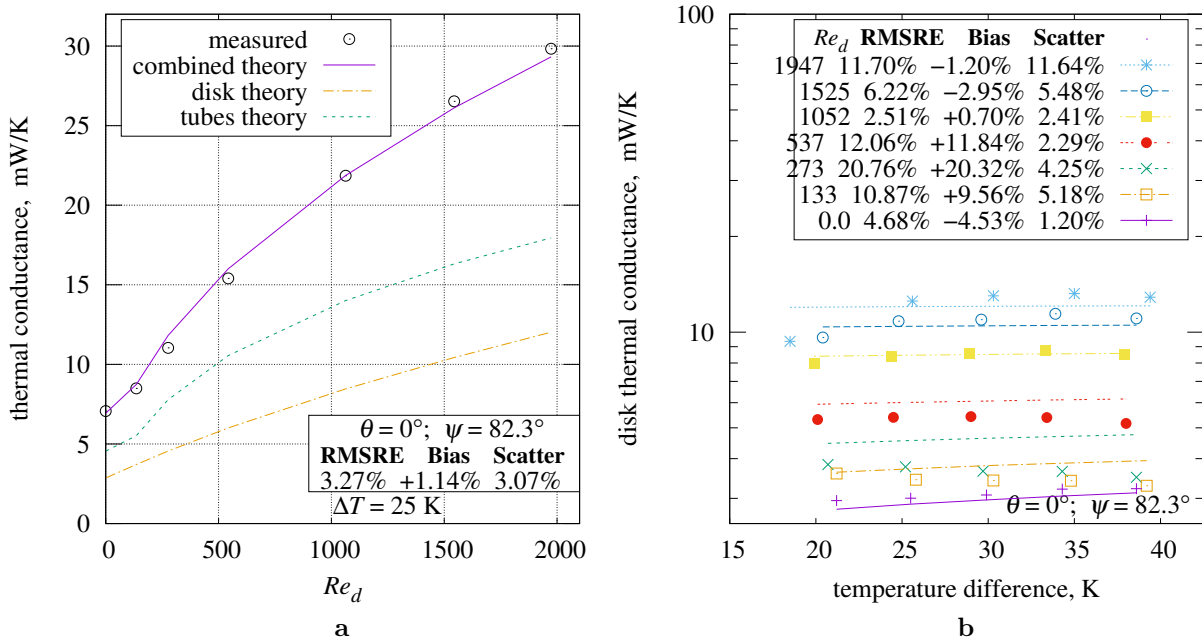 30
25
20
15
10
5
0
thermal conductance, mW/K
measured
combined theory
disk theory
tubes theory
θ = 0°; ψ = 82.3°
RMSRE Bias Scatter
3.27% +1.14% 3.07%
ΔT = 25 K
0 500 1000 1500 2000
Re_d
a
100
10
disk thermal conductance, mW/K
Re_d RMSRE Bias Scatter
1947 11.70% −1.20% 11.64%
1525 6.22% −2.95% 5.48%
1052 2.51% +0.70% 2.41%
537 12.06% +11.84% 2.29%
273 20.76% +20.32% 4.25%
133 10.87% +9.56% 5.18%
0.0 4.68% −4.53% 1.20%
θ = 0°; ψ = 82.3°
15 20 25 30 35 40
temperature difference, K
b